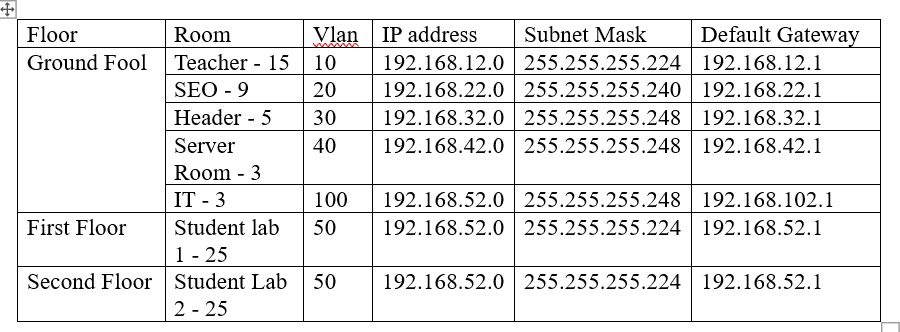 Floor Room Vlan IP address Subnet Mask Default Gateway
Ground Fool Teacher - 15 10 192.168.12.0 255.255.255.224 192.168.12.1
SEO - 9 20 192.168.22.0 255.255.255.240 192.168.22.1
Header - 5 30 192.168.32.0 255.255.255.248 192.168.32.1
Server 40 192.168.42.0 255.255.255.248 192.168.42.1
Room - 3
IT - 3 100 192.168.52.0 255.255.255.248 192.168.102.1
First Floor Student lab 50 192.168.52.0 255.255.255.224 192.168.52.1
1 - 25
Second Floor Student Lab 50 192.168.52.0 255.255.255.224 192.168.52.1
2 - 25